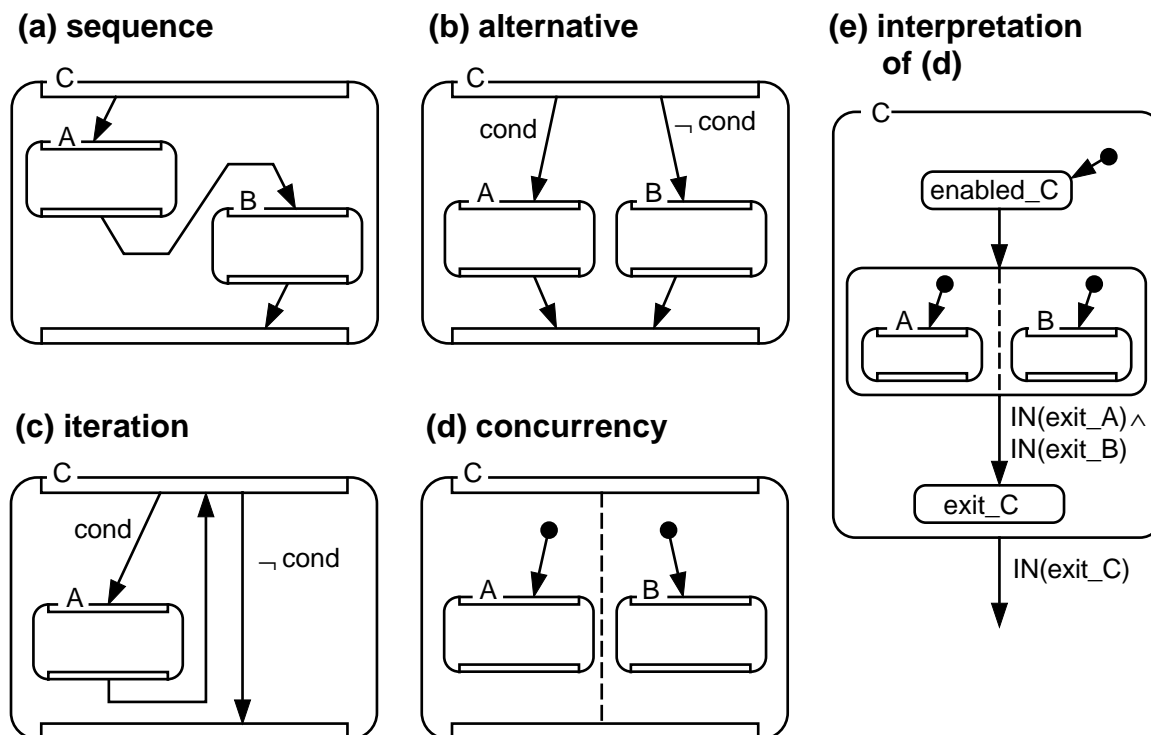 (a) sequence
C
A
B
(b) alternative
C
cond
¬ cond
A
B
(c) iteration
C
cond
¬ cond
A
(d) concurrency
C
A
B
(e) interpretation
of (d)
C
enabled_C
A
B
IN(exit_A) ∧
IN(exit_B)
exit_C
IN(exit_C)